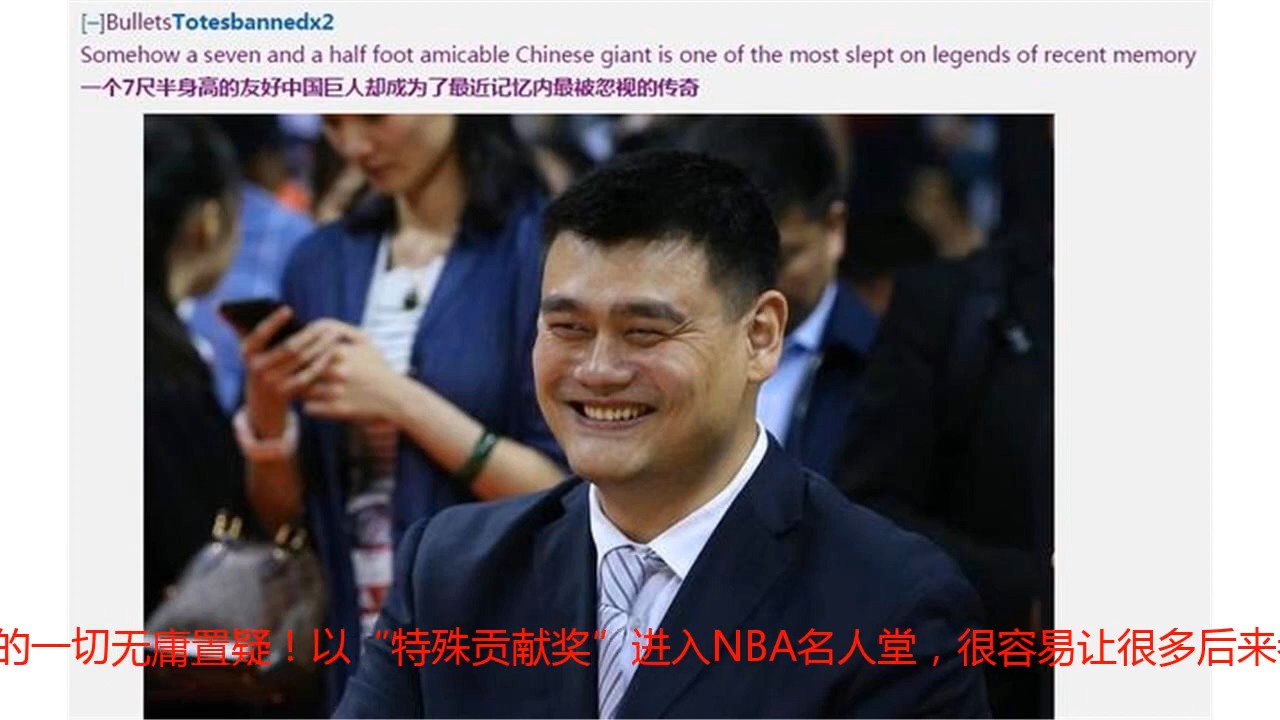 [–]BulletsTotesbannedx2
Somehow a seven and a half foot amicable Chinese giant is one of the most slept on legends of recent memory
一个7尺半身高的友好中国巨人却成为了最近记忆内最被忽视的传奇
的一切无庸置疑！以“特殊贡献奖”进入NBA名人堂，很容易让很多后来